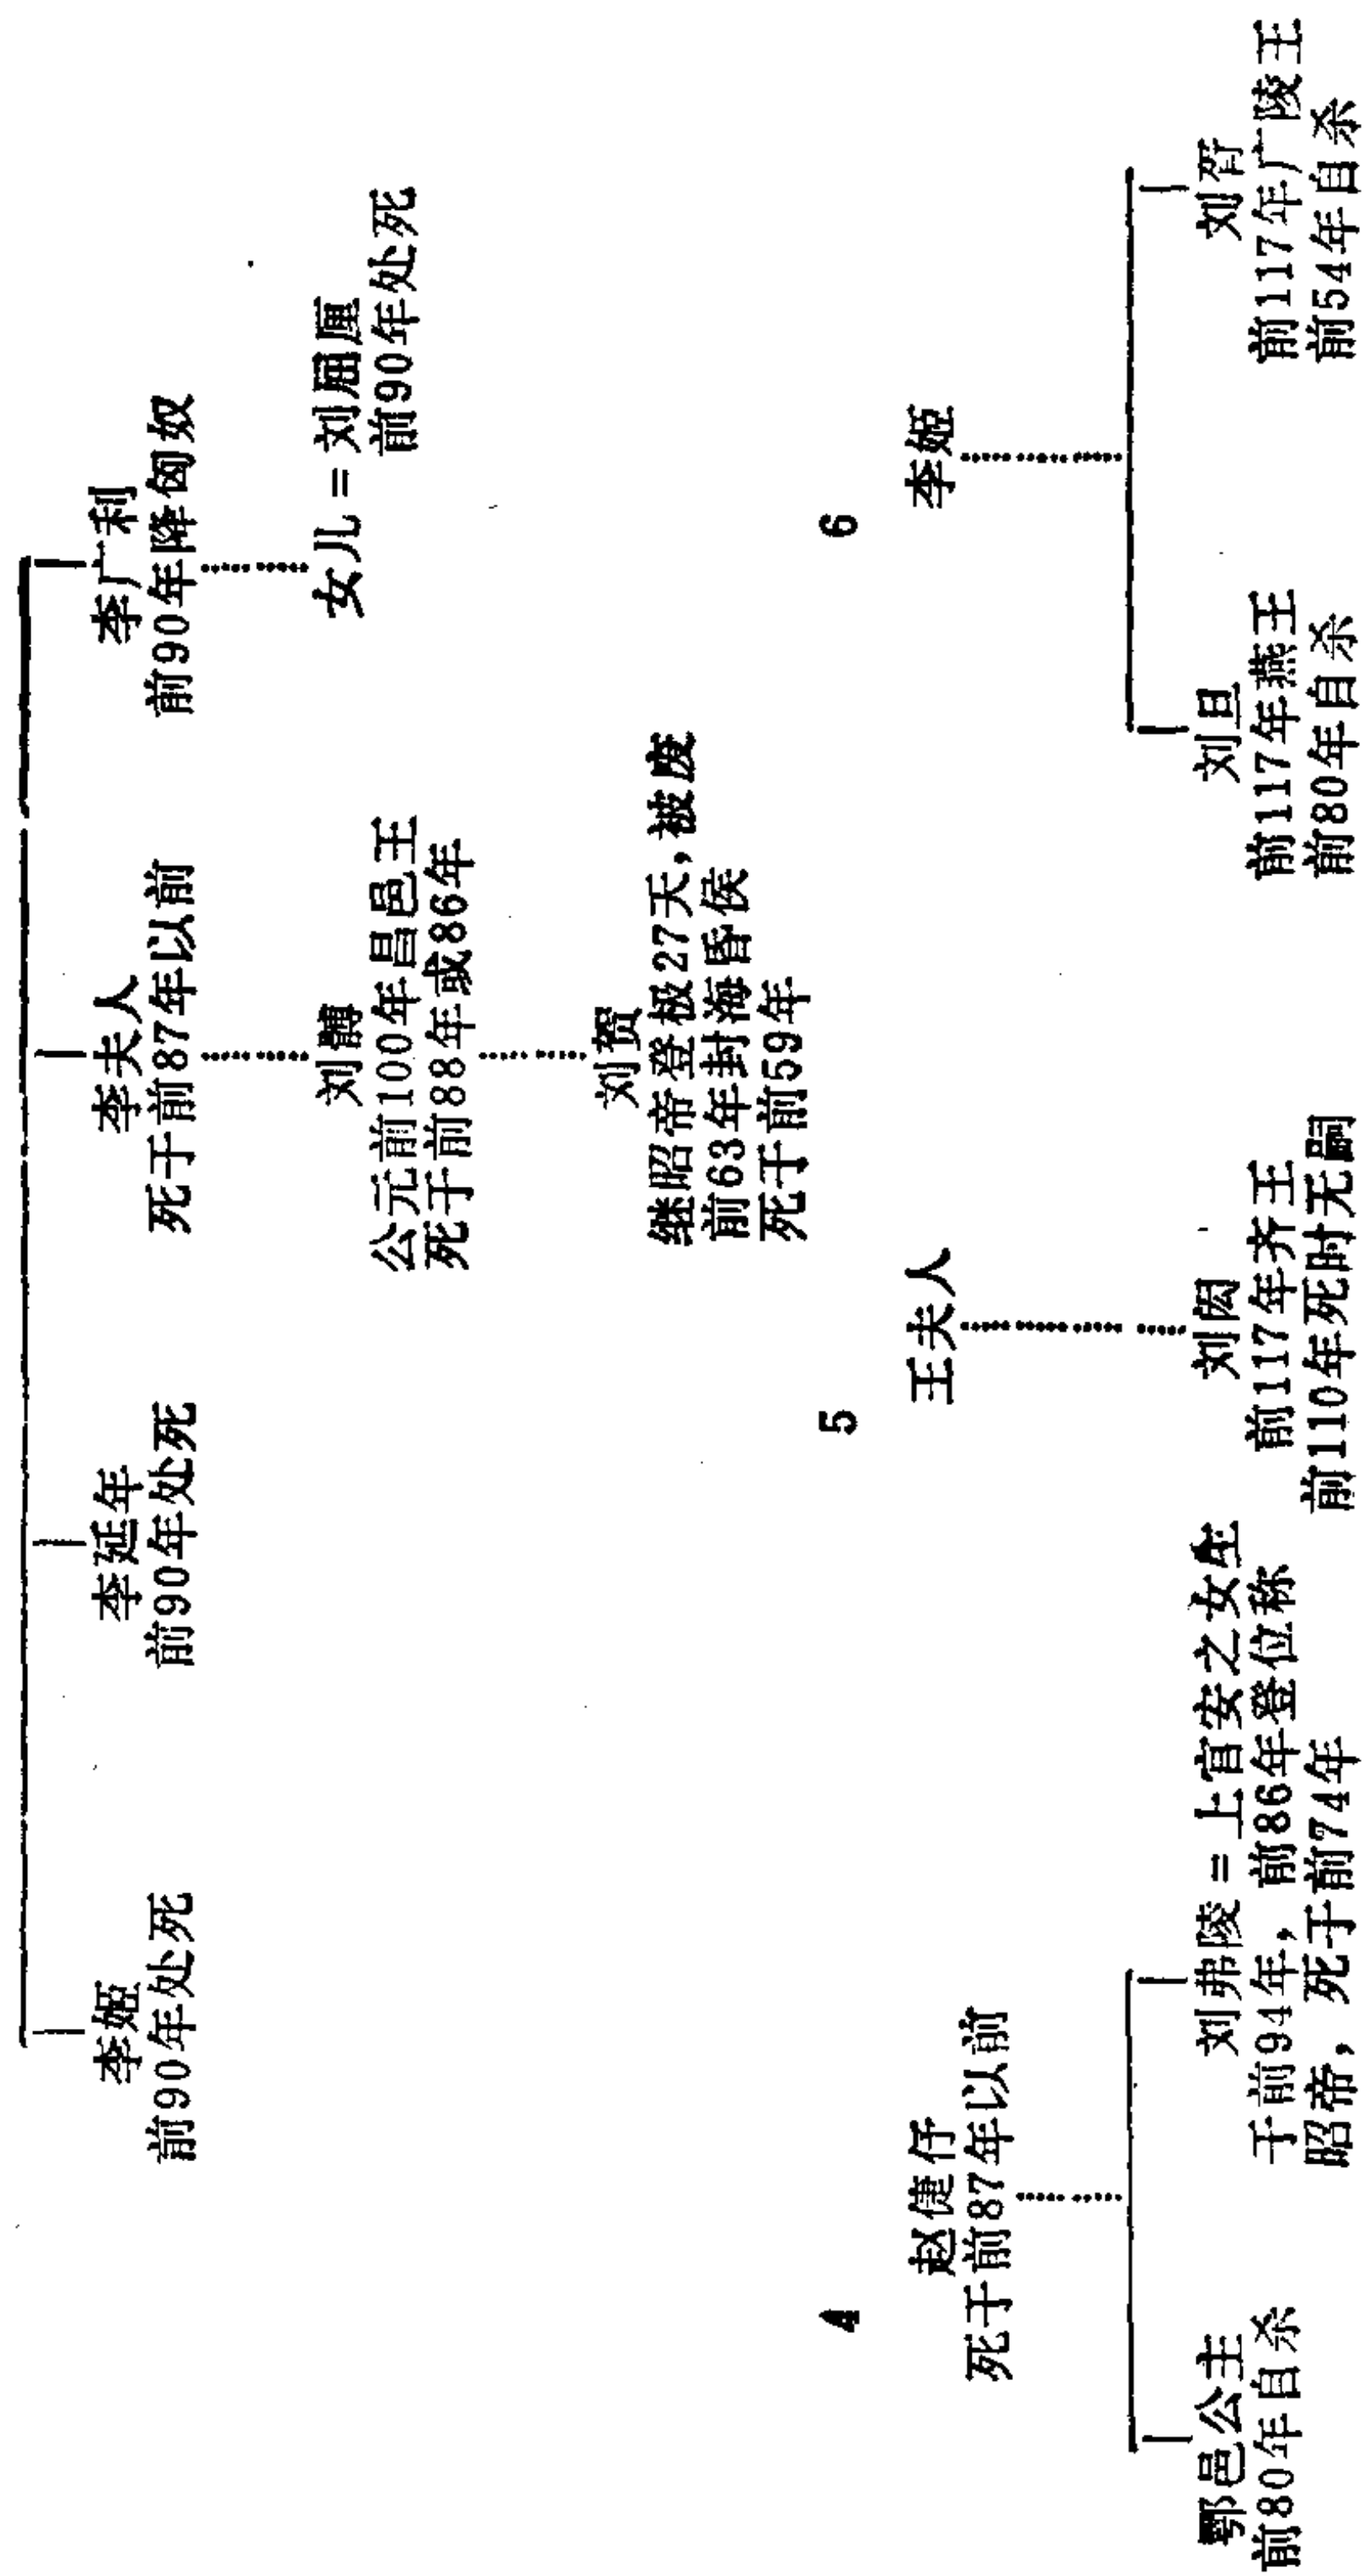 李姬
前90年处死
李延年
前90年处死
李夫人
死于前87年以前
李广利
前90年降匈奴
刘髆
公元前100年昌邑王
死于前88年或86年
女儿=刘屈厘
前90年处死
刘贺
继昭帝登极27天,被废
前63年封海昏侯
死于前59年
4
赵倢伃
死于前87年以前
鄂邑公主
前80年自杀
刘弗陵=上官安之女生
于前94年,前86年登位称
昭帝,死于前74年
5
王夫人
刘闳
前117年齐王
前110年死时无嗣
6
李姬
刘旦
前117年燕王
前80年自杀
刘胥
前117年广陵王
前54年自杀